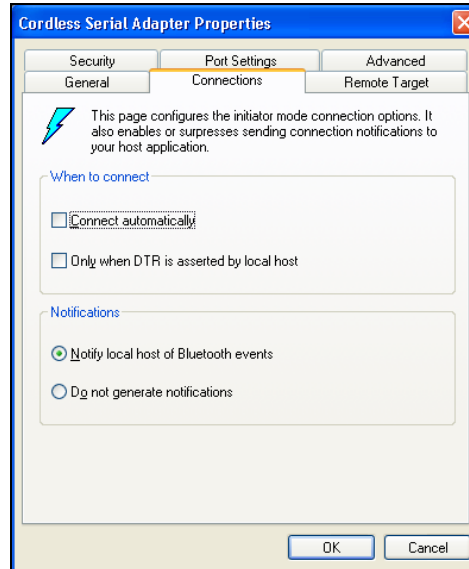 Cordless Serial Adapter Properties
Security Port Settings Advanced
General Connections Remote Target
This page configures the initiator mode connection options. It
also enables or surpresses sending connection notifications to
your host application.
When to connect
Connect automatically
Only when DTR is asserted by local host
Notifications
Notify local host of Bluetooth events
Do not generate notifications
OK Cancel